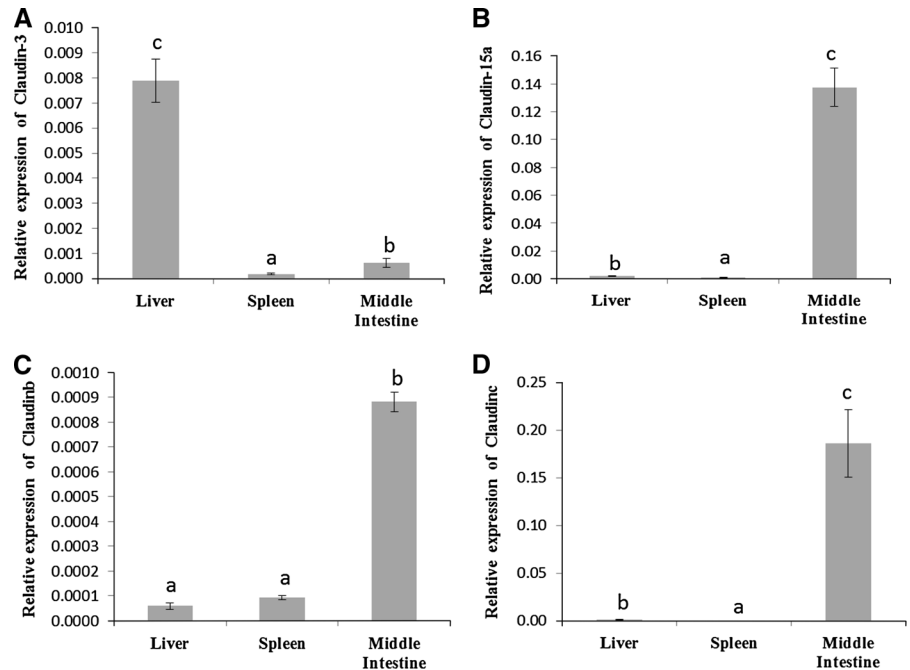 A
Relative expression of Claudin-3
0.010
0.009
0.008
0.007
0.006
0.005
0.004
0.003
0.002
0.001
0.000
c
a
b
Liver
Spleen
Middle
Intestine
B
Relative expression of Claudin-15a
0.16
0.14
0.12
0.10
0.08
0.06
0.04
0.02
0.00
b
a
c
Liver
Spleen
Middle
Intestine
C
Relative expression of Claudinb
0.0010
0.0009
0.0008
0.0007
0.0006
0.0005
0.0004
0.0003
0.0002
0.0001
0.0000
a
a
b
Liver
Spleen
Middle
Intestine
D
Relative expression of Claudinc
0.25
0.20
0.15
0.10
0.05
0.00
b
a
c
Liver
Spleen
Middle
Intestine